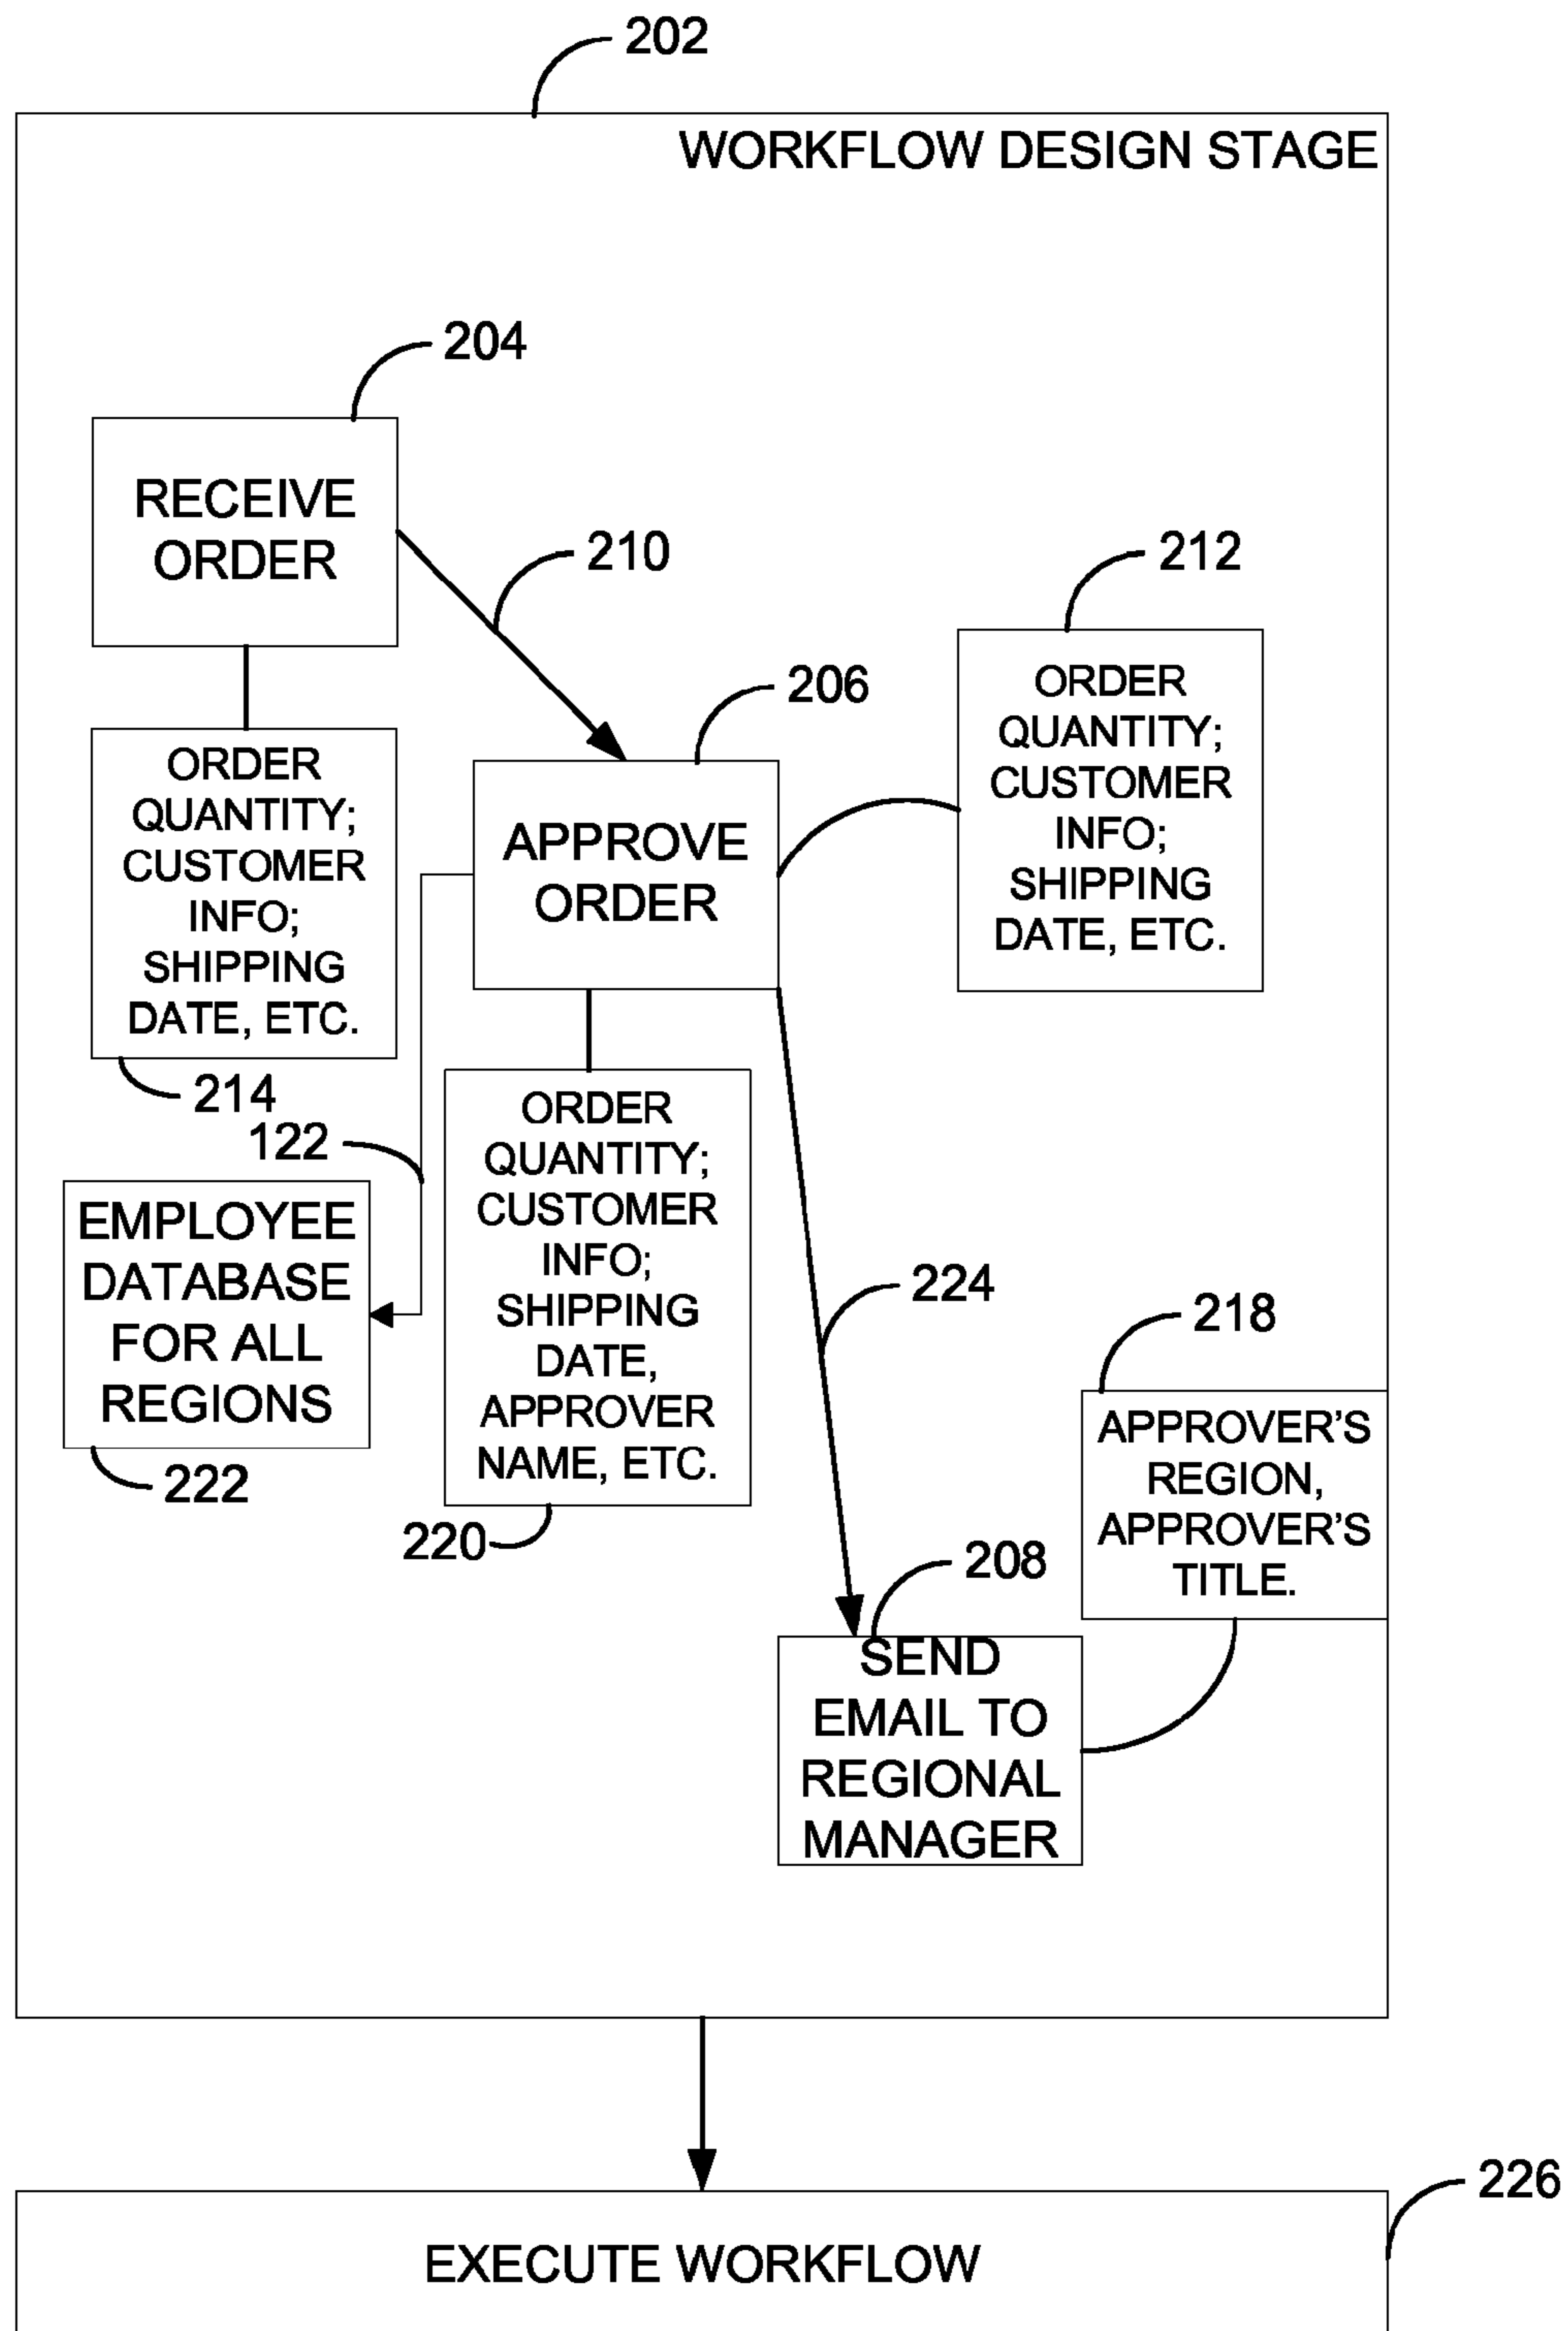 202
WORKFLOW DESIGN STAGE
204
RECEIVE
ORDER
210
212
ORDER
QUANTITY;
CUSTOMER
INFO;
SHIPPING
DATE, ETC.
206
ORDER
QUANTITY;
CUSTOMER
INFO;
SHIPPING
DATE, ETC.
214
APPROVE
ORDER
122
EMPLOYEE
DATABASE
FOR ALL
REGIONS
222
ORDER
QUANTITY;
CUSTOMER
INFO;
SHIPPING
DATE,
APPROVER
NAME, ETC.
220
224
218
APPROVER'S
REGION,
APPROVER'S
TITLE.
208
SEND
EMAIL TO
REGIONAL
MANAGER
226
EXECUTE WORKFLOW